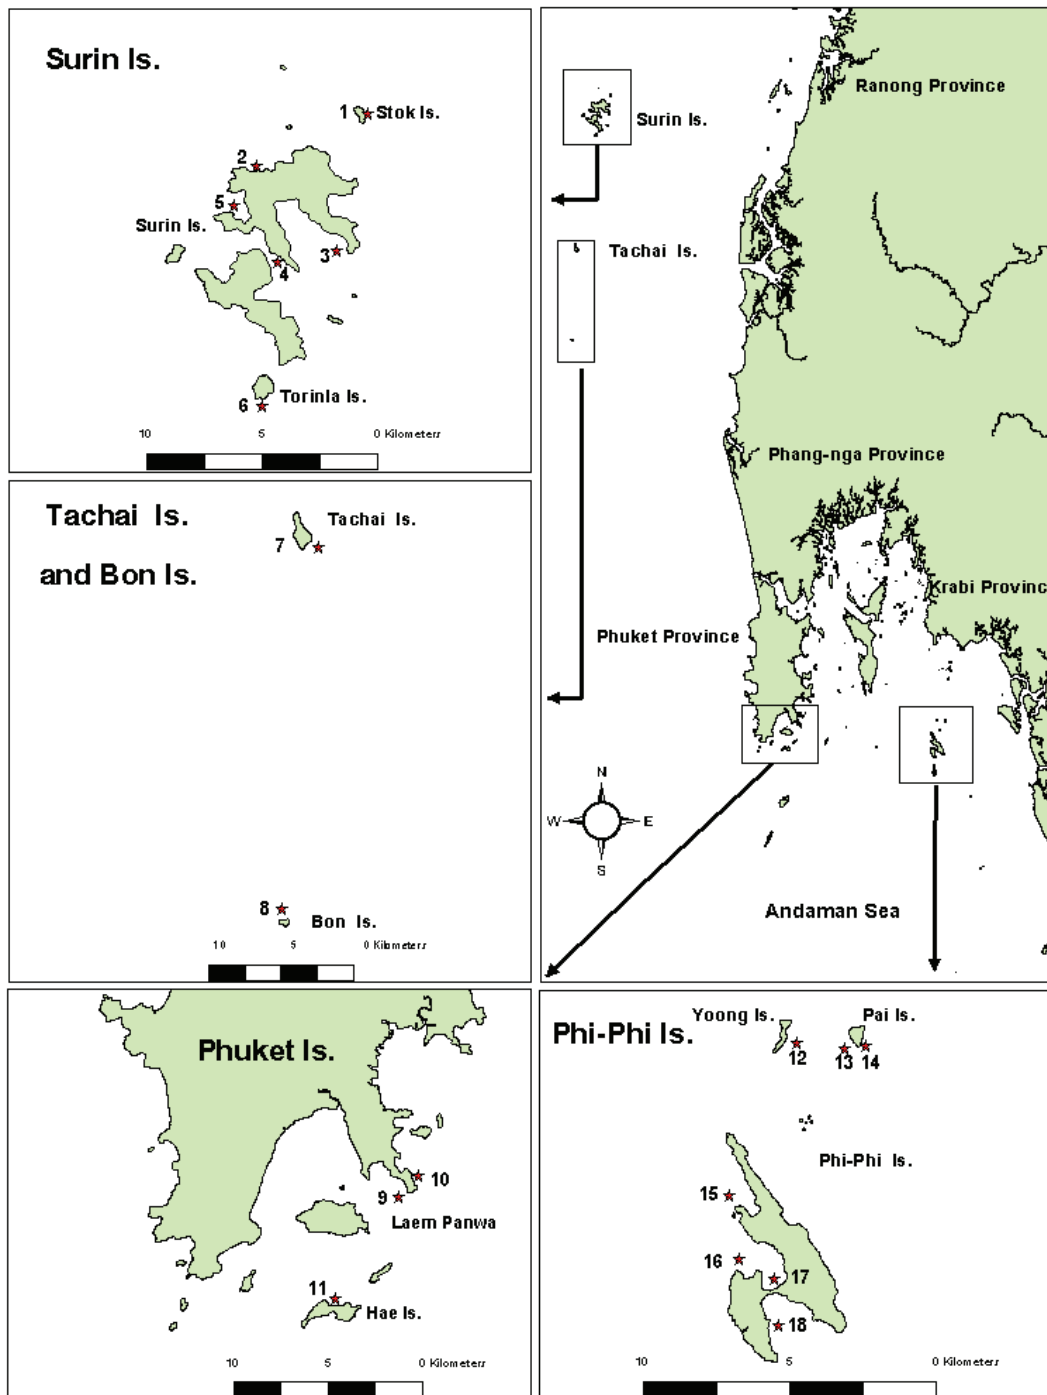 Surin Is.
1
Stok Is.
2
5
Surin Is.
3
4
Torinla Is.
6
10
5
0 Kilometers
Tachai Is.
and Bon Is.
Tachai Is.
7
8
Bon Is.
10
5
0 Kilometers
Ranong Province
Surin Is.
Tachai Is.
Phang-nga Province
Krabi Provinc
Phuket Province
N
W
E
S
Andaman Sea
Phuket Is.
10
9
Laem Panwa
11
Hae Is.
10
5
0 Kilometers
Phi-Phi Is.
Yoong Is.
Pai Is.
12
13
14
Phi-Phi Is.
15
16
17
18
10
5
0 Kilometers